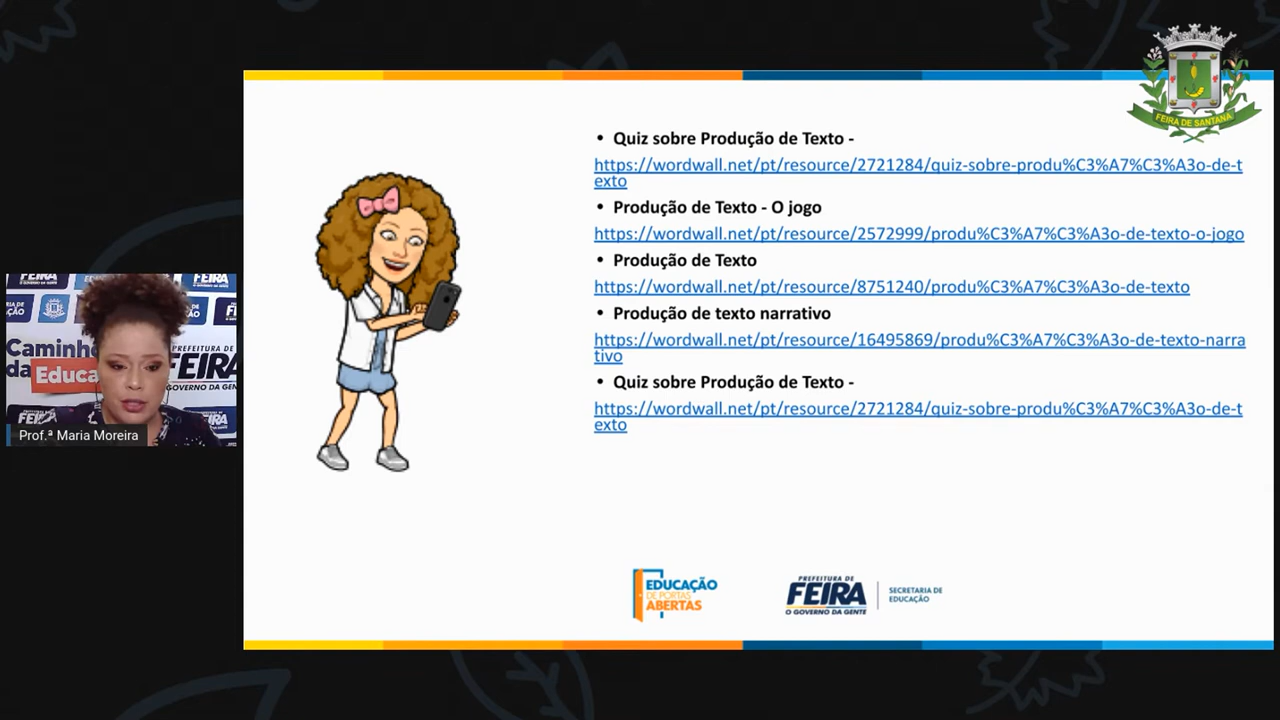 FEIRA DE SANTANA
• Quiz sobre Produção de Texto -
https://wordwall.net/pt/resource/2721284/quiz-sobre-produ%C3%A7%C3%A3o-de-t
exto
• Produção de Texto - O jogo
https://wordwall.net/pt/resource/2572999/produ%C3%A7%C3%A3o-de-texto-o-jogo
• Produção de Texto
https://wordwall.net/pt/resource/8751240/produ%C3%A7%C3%A3o-de-texto
• Produção de texto narrativo
https://wordwall.net/pt/resource/16495869/produ%C3%A7%C3%A3o-de-texto-narra
tivo
• Quiz sobre Produção de Texto -
https://wordwall.net/pt/resource/2721284/quiz-sobre-produ%C3%A7%C3%A3o-de-t
exto
FEIRA
Caminho
da Educa
PREFEITURA DE
FEIRA
GOVERNO DA GEN
Prof.ª Maria Moreira
EDUCAÇÃO
DE PORTAS
ABERTAS
PREFEITURA DE
FEIRA
O GOVERNO DA GENTE
SECRETARIA DE
EDUCAÇÃO